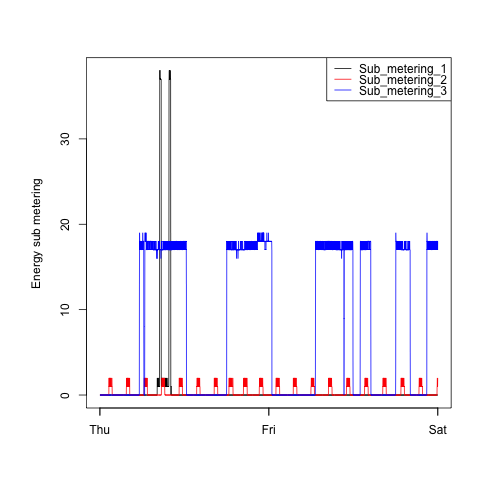 Sub_metering_1
Sub_metering_2
Sub_metering_3
Energy sub metering
30
20
10
0
Thu
Fri
Sat